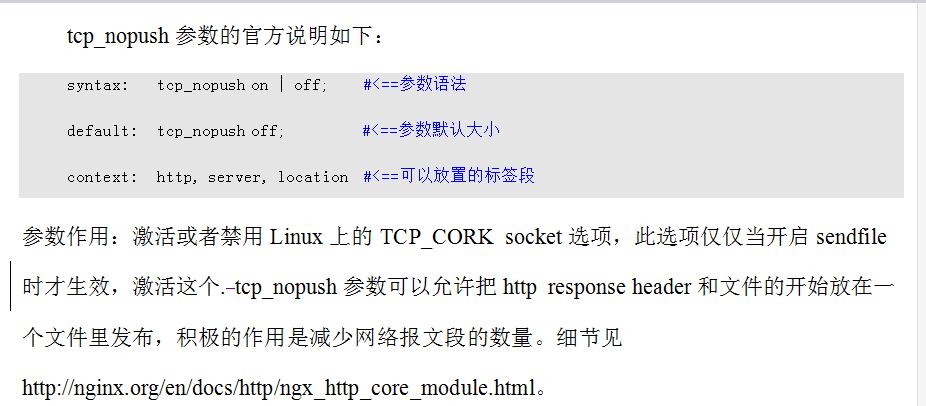 tcp_nopush 参数的官方说明如下：
syntax: tcp_nopush on | off; #<==参数语法
default: tcp_nopush off; #<==参数默认大小
context: http, server, location #<==可以放置的标签段
参数作用：激活或者禁用 Linux 上的 TCP_CORK socket 选项，此选项仅仅当开启 sendfile
时才生效，激活这个.–tcp_nopush 参数可以允许把 http response header 和文件的开始放在一
个文件里发布，积极的作用是减少网络报文段的数量。细节见
http://nginx.org/en/docs/http/ngx_http_core_module.html。